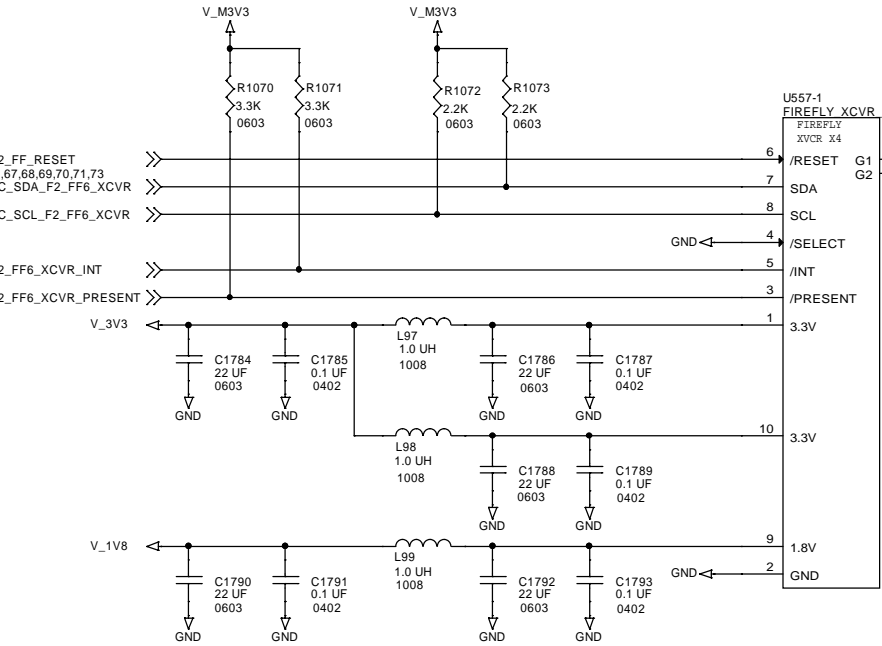 V_M3V3
V_M3V3
R1070
3.3K
0603
R1071
3.3K
0603
R1072
2.2K
0603
R1073
2.2K
0603
U557-1
FIREFLY_XCVR
FIREFLY
XVCR X4
2_FF_RESET
,67,68,69,70,71,73
C_SDA_F2_FF6_XCVR
C_SCL_F2_FF6_XCVR
GND
2_FF6_XCVR_INT
2_FF6_XCVR_PRESENT
6
/RESET
G1
G2
7
SDA
8
SCL
4
/SELECT
5
/INT
3
/PRESENT
V_3V3
1
3.3V
L97
1.0 UH
1008
C1784
22 UF
0603
C1785
0.1 UF
0402
C1786
22 UF
0603
C1787
0.1 UF
0402
GND
GND
GND
GND
10
3.3V
L98
1.0 UH
1008
C1788
22 UF
0603
C1789
0.1 UF
0402
GND
GND
V_1V8
9
1.8V
L99
1.0 UH
1008
GND
2
GND
C1790
22 UF
0603
C1791
0.1 UF
0402
C1792
22 UF
0603
C1793
0.1 UF
0402
GND
GND
GND
GND